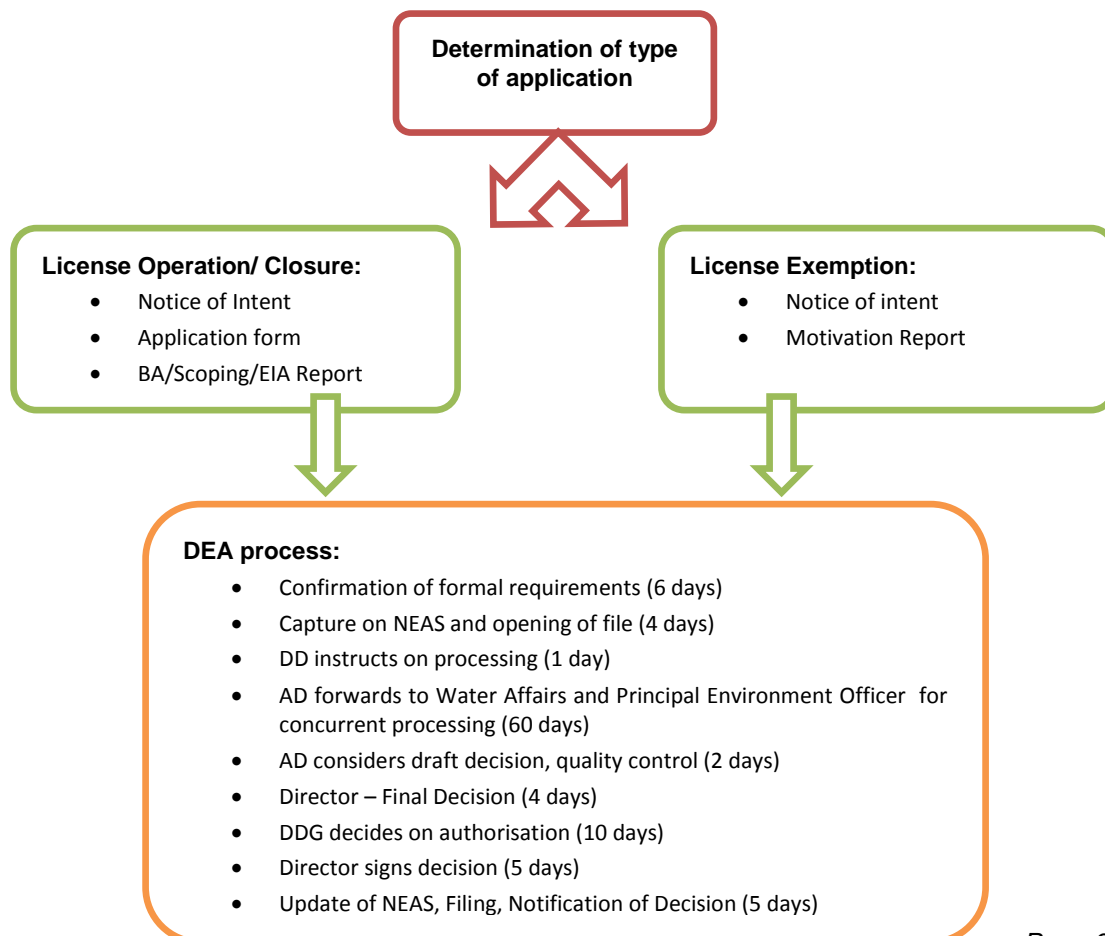 Determination of type
of application
License Operation/ Closure:
• Notice of Intent
• Application form
• BA/Scoping/EIA Report
License Exemption:
• Notice of intent
• Motivation Report
DEA process:
• Confirmation of formal requirements (6 days)
• Capture on NEAS and opening of file (4 days)
• DD instructs on processing (1 day)
• AD forwards to Water Affairs and Principal Environment Officer for
concurrent processing (60 days)
• AD considers draft decision, quality control (2 days)
• Director – Final Decision (4 days)
• DDG decides on authorisation (10 days)
• Director signs decision (5 days)
• Update of NEAS, Filing, Notification of Decision (5 days)